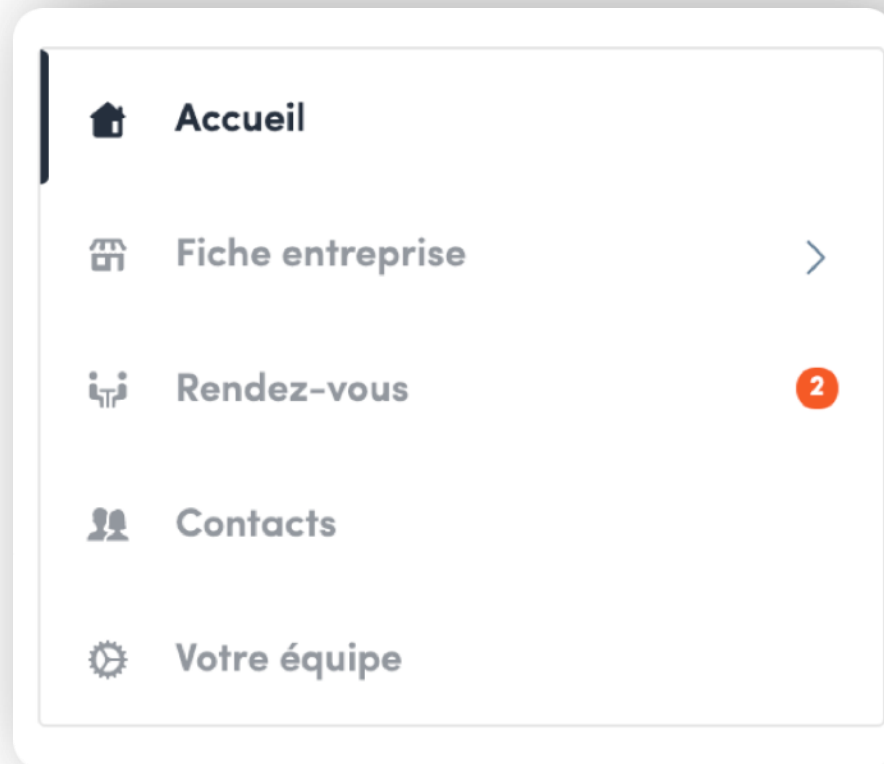 Accueil
Fiche entreprise
Rendez-vous
2
Contacts
Votre équipe